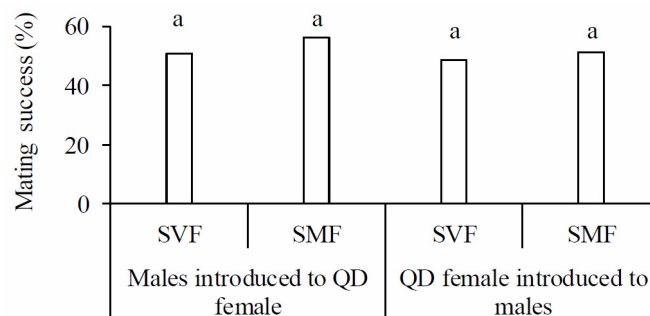 Mating success (%)
60
40
20
0
a
a
a
a
SVF
SMF
SVF
SMF
Males introduced to QD
female
QD female introduced to
males